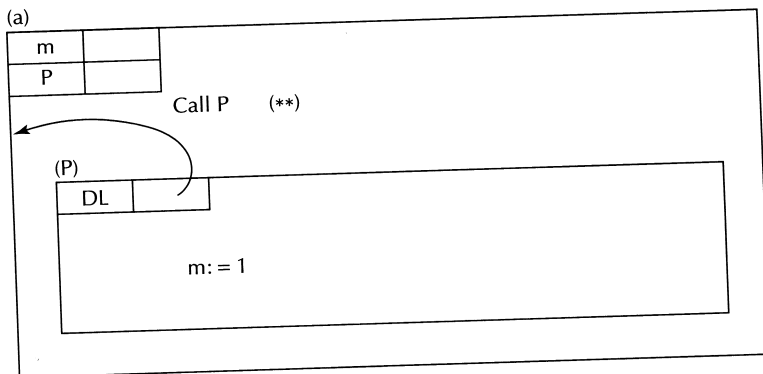 (a)
m
P
Call P (**)
(P)
DL
m: = 1